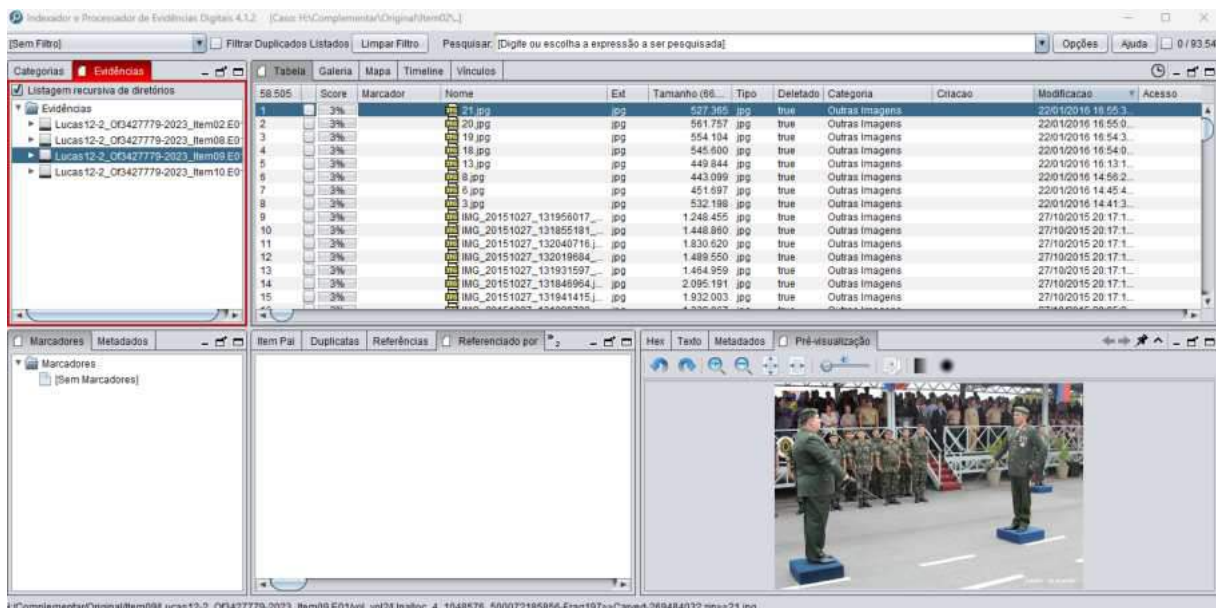 Indexador e Processador de Evidências Digitais 4.1.2 [Caso: H:\Complementar\Original\Item02\..]
[Sem Filtro] Filtrar Duplicados Listados Limpar Filtro Pesquisar: [Digite ou escolha a expressão a ser pesquisada] Opções Ajuda 0 / 93.54
Categorias Evidências
Listagem recursiva de diretórios
Evidências
Lucas12-2_Of3427779-2023_Item02.E0
Lucas12-2_Of3427779-2023_Item08.E0
Lucas12-2_Of3427779-2023_Item09.E0
Lucas12-2_Of3427779-2023_Item10.E0
Tabela Galeria Mapa Timeline Vínculos
58.505 Score Marcador Nome Ext Tamanho (66... Tipo Deletado Categoria Criacao Modificacao Acesso
1 3% 21.jpg jpg 527.365 jpg true Outras Imagens 22/01/2016 16:55:3...
2 3% 20.jpg jpg 561.757 jpg true Outras Imagens 22/01/2016 16:55:0...
3 3% 19.jpg jpg 554.104 jpg true Outras Imagens 22/01/2016 16:54:3...
4 3% 18.jpg jpg 545.600 jpg true Outras Imagens 22/01/2016 16:54:0...
5 3% 13.jpg jpg 449.844 jpg true Outras Imagens 22/01/2016 16:13:1...
6 3% 8.jpg jpg 443.099 jpg true Outras Imagens 22/01/2016 14:56:2...
7 3% 6.jpg jpg 451.697 jpg true Outras Imagens 22/01/2016 14:45:4...
8 3% 3.jpg jpg 532.198 jpg true Outras Imagens 22/01/2016 14:41:3...
9 3% IMG_20151027_131956017_... jpg 1.248.455 jpg true Outras Imagens 27/10/2015 20:17:1...
10 3% IMG_20151027_131855181_... jpg 1.448.860 jpg true Outras Imagens 27/10/2015 20:17:1...
11 3% IMG_20151027_132040716.j... jpg 1.830.620 jpg true Outras Imagens 27/10/2015 20:17:1...
12 3% IMG_20151027_132019684_... jpg 1.489.550 jpg true Outras Imagens 27/10/2015 20:17:1...
13 3% IMG_20151027_131931597_... jpg 1.464.959 jpg true Outras Imagens 27/10/2015 20:17:1...
14 3% IMG_20151027_131846964.j... jpg 2.095.191 jpg true Outras Imagens 27/10/2015 20:17:1...
15 3% IMG_20151027_131941415.j... jpg 1.932.003 jpg true Outras Imagens 27/10/2015 20:17:1...
Marcadores Metadados
Marcadores
[Sem Marcadores]
Item Pai Duplicatas Referências Referenciado por 2
Hex Texto Metadados Pré-visualização